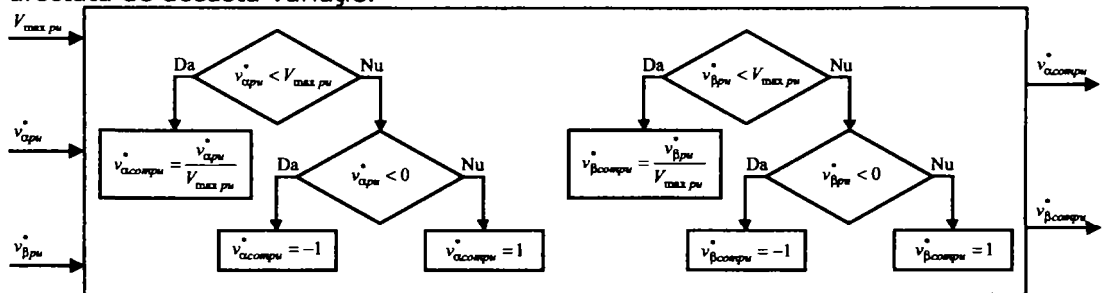 V_max pu
v*_αpu
v*_βpu
Da
v*_αpu < V_max pu
Nu
v*_αcompu = v*_αpu / V_max pu
Da
v*_αpu < 0
Nu
v*_αcompu = -1
v*_αcompu = 1
Da
v*_βpu < V_max pu
Nu
v*_βcompu = v*_βpu / V_max pu
Da
v*_βpu < 0
Nu
v*_βcompu = -1
v*_βcompu = 1
v*_αcompu
v*_βcompu